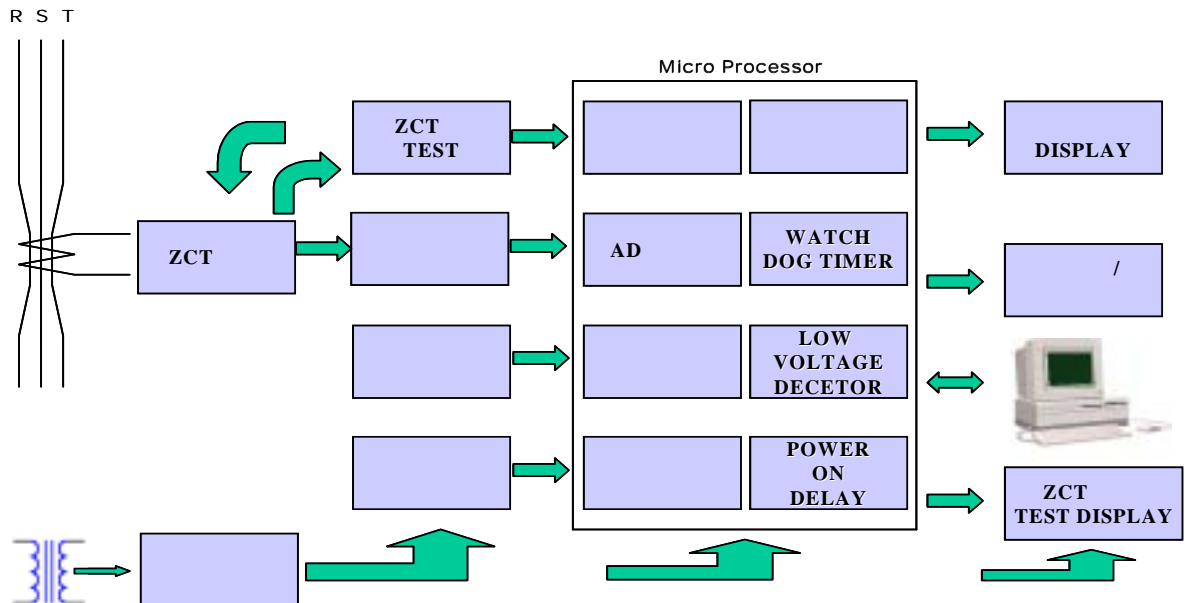 R S T
Micro Processor
ZCT
TEST
DISPLAY
ZCT
AD
WATCH
DOG TIMER
/
LOW
VOLTAGE
DECETOR
POWER
ON
DELAY
ZCT
TEST DISPLAY